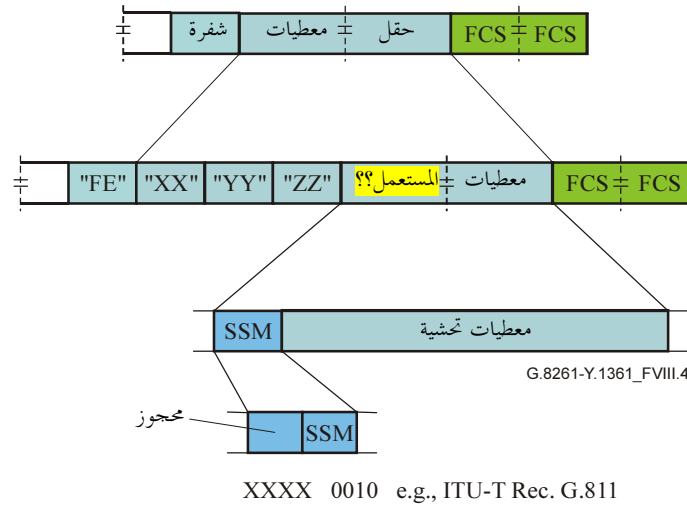 شفرة معطيات حقل FCS FCS
"FE" "XX" "YY" "ZZ" المستعمل؟؟ معطيات FCS FCS
SSM معطيات تحشية
G.8261-Y.1361_FVIII.4
محجوز SSM
XXXX 0010 e.g., ITU-T Rec. G.811